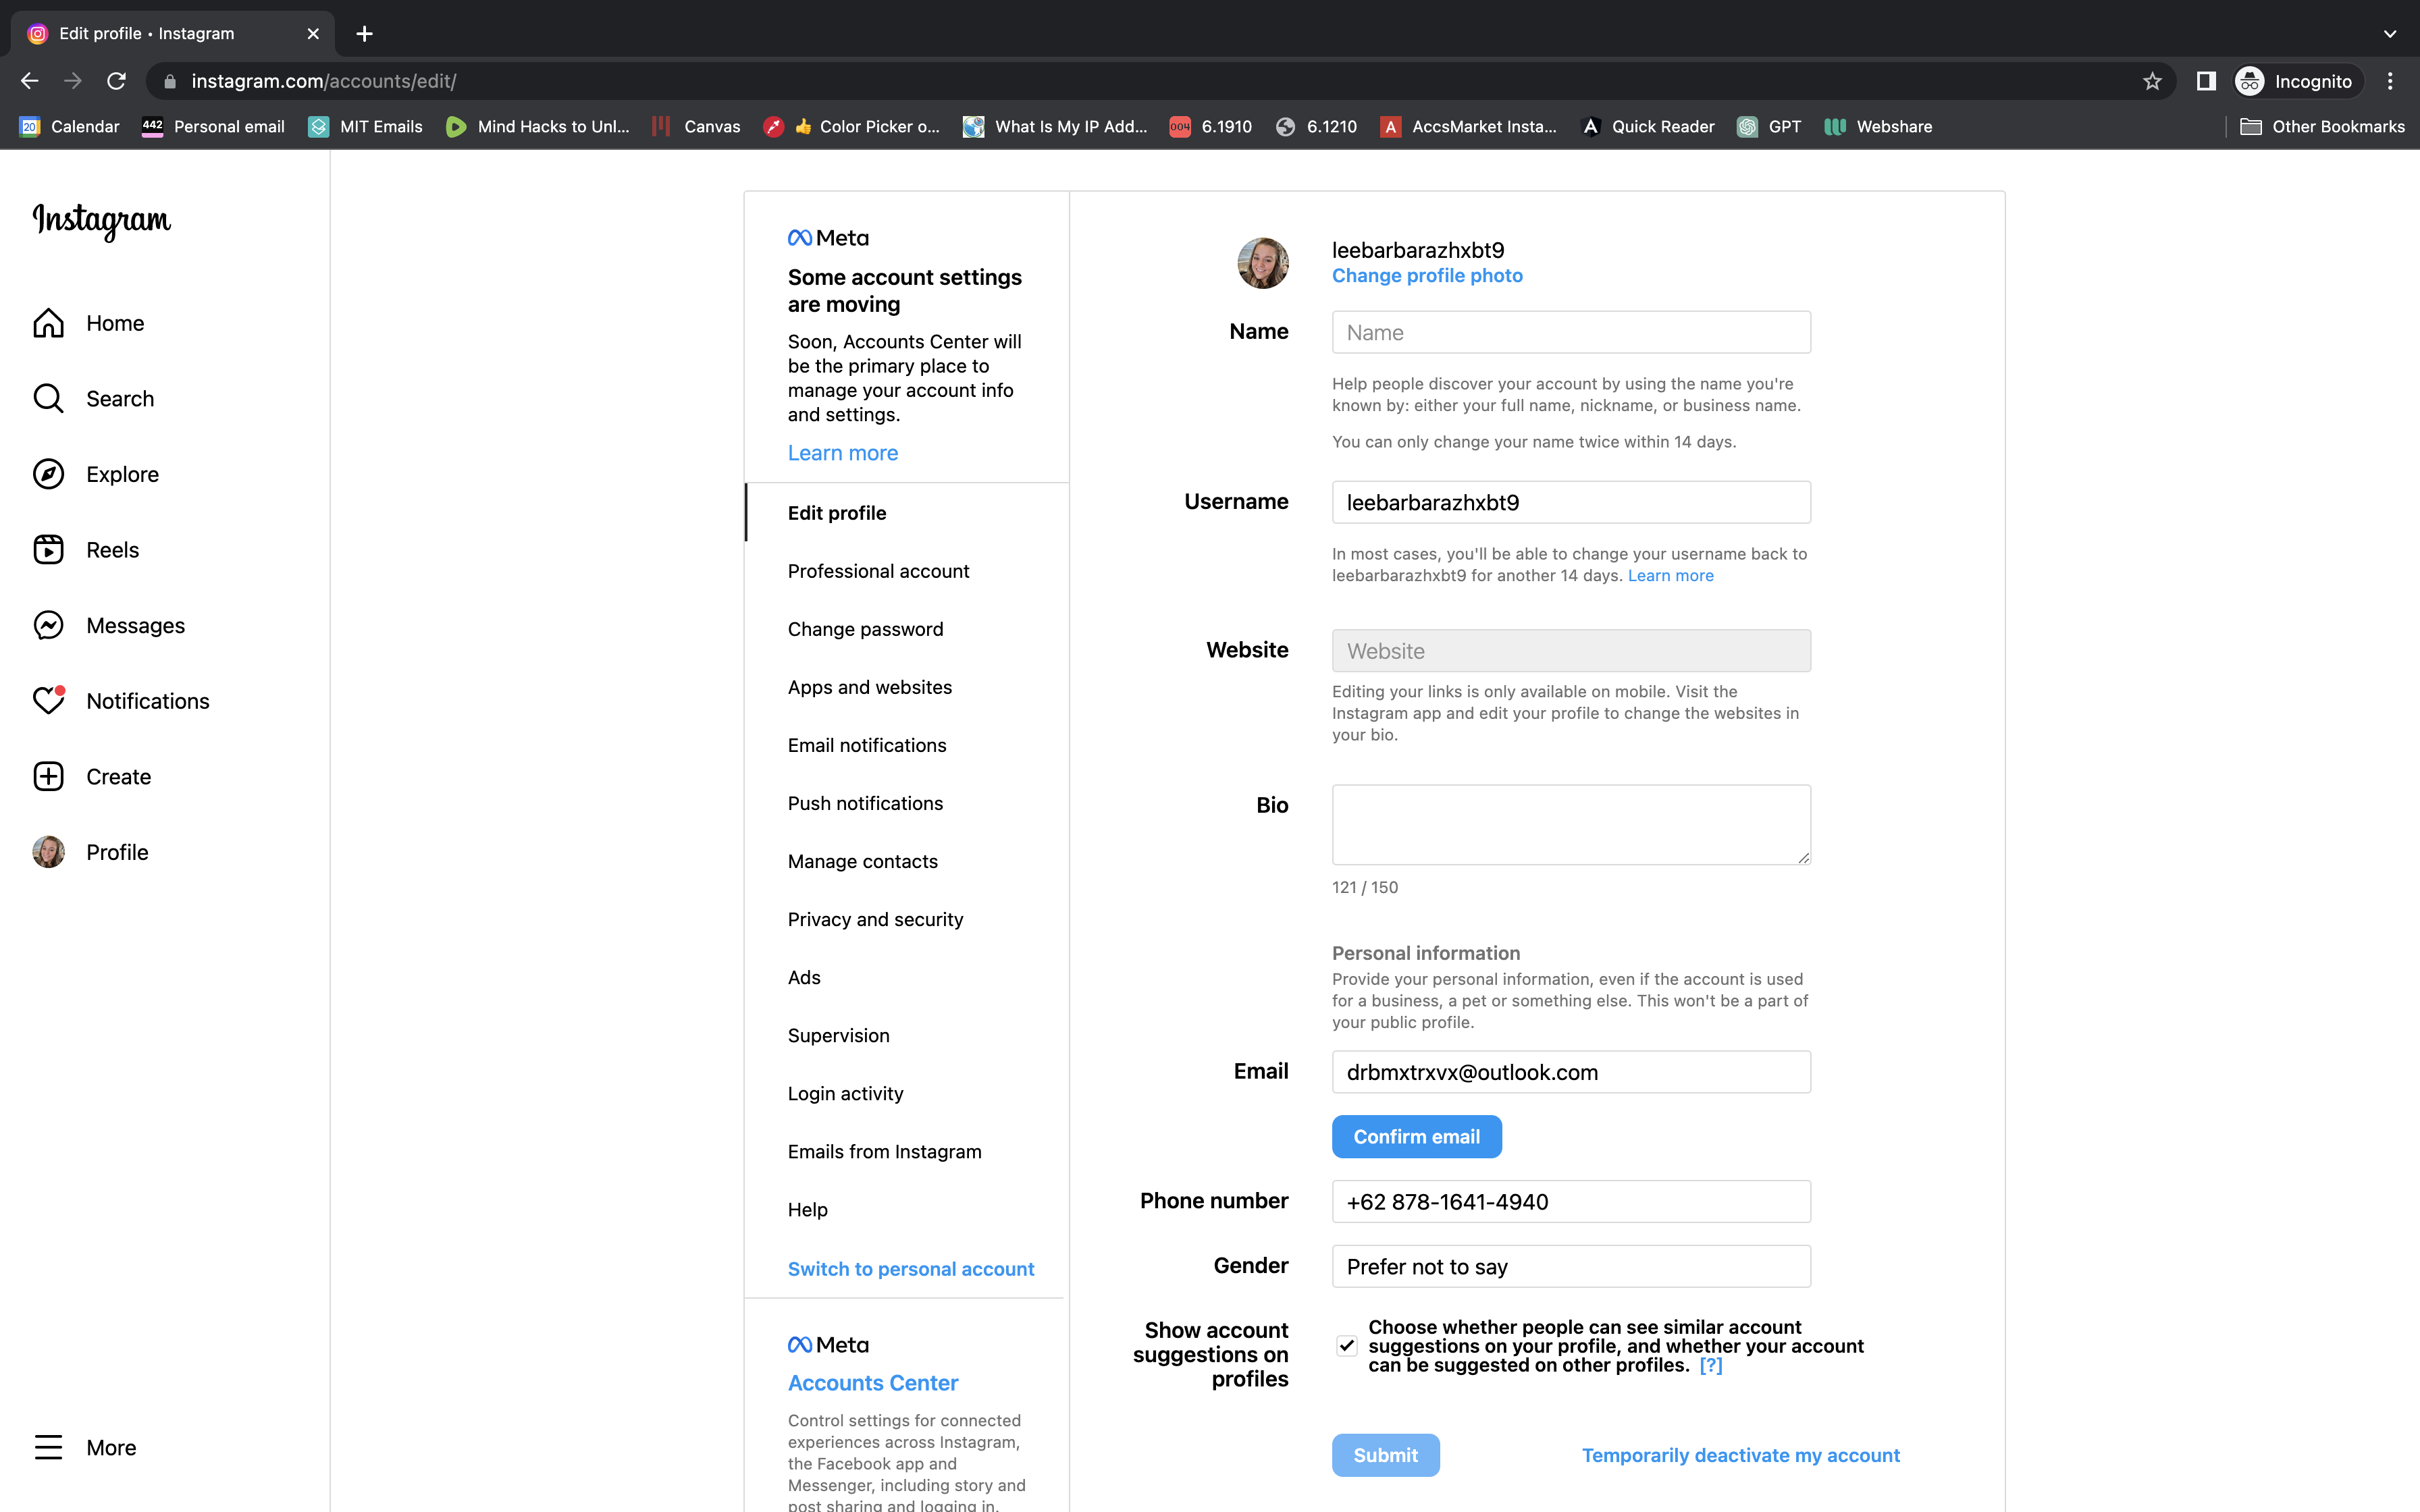 Edit profile • Instagram
instagram.com/accounts/edit/
Incognito
20 Calendar
442 Personal email
MIT Emails
Mind Hacks to Unl...
Canvas
👍 Color Picker o...
What Is My IP Add...
004 6.1910
6.1210
A AccsMarket Insta...
Quick Reader
GPT
Webshare
Other Bookmarks
Instagram
Home
Search
Explore
Reels
Messages
Notifications
Create
Profile
More
Meta
Some account settings
are moving
Soon, Accounts Center will
be the primary place to
manage your account info
and settings.
Learn more
Edit profile
Professional account
Change password
Apps and websites
Email notifications
Push notifications
Manage contacts
Privacy and security
Ads
Supervision
Login activity
Emails from Instagram
Help
Switch to personal account
Meta
Accounts Center
Control settings for connected
experiences across Instagram,
the Facebook app and
Messenger, including story and
post sharing and logging in.
leebarbarazhxbt9
Change profile photo
Name
Name
Help people discover your account by using the name you're
known by: either your full name, nickname, or business name.
You can only change your name twice within 14 days.
Username
leebarbarazhxbt9
In most cases, you'll be able to change your username back to
leebarbarazhxbt9 for another 14 days. Learn more
Website
Website
Editing your links is only available on mobile. Visit the
Instagram app and edit your profile to change the websites in
your bio.
Bio
121 / 150
Personal information
Provide your personal information, even if the account is used
for a business, a pet or something else. This won't be a part of
your public profile.
Email
drbmxtrxvx@outlook.com
Confirm email
Phone number
+62 878-1641-4940
Gender
Prefer not to say
Show account
suggestions on
profiles
Choose whether people can see similar account
suggestions on your profile, and whether your account
can be suggested on other profiles. [?]
Submit
Temporarily deactivate my account